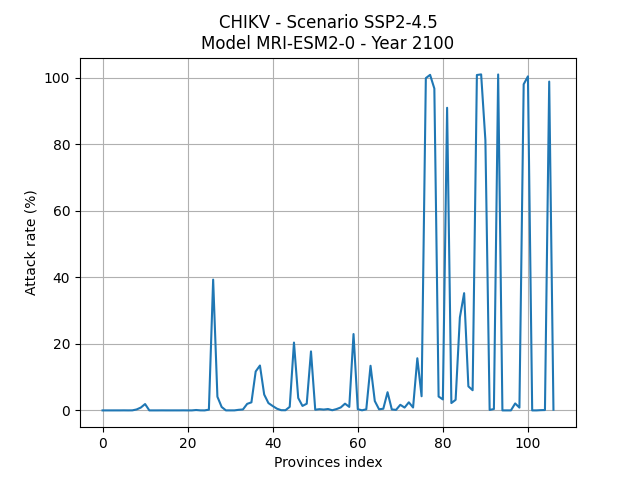 CHIKV - Scenario SSP2-4.5
Model MRI-ESM2-0 - Year 2100
Attack rate (%)
100
80
60
40
20
0
0 20 40 60 80 100
Provinces index